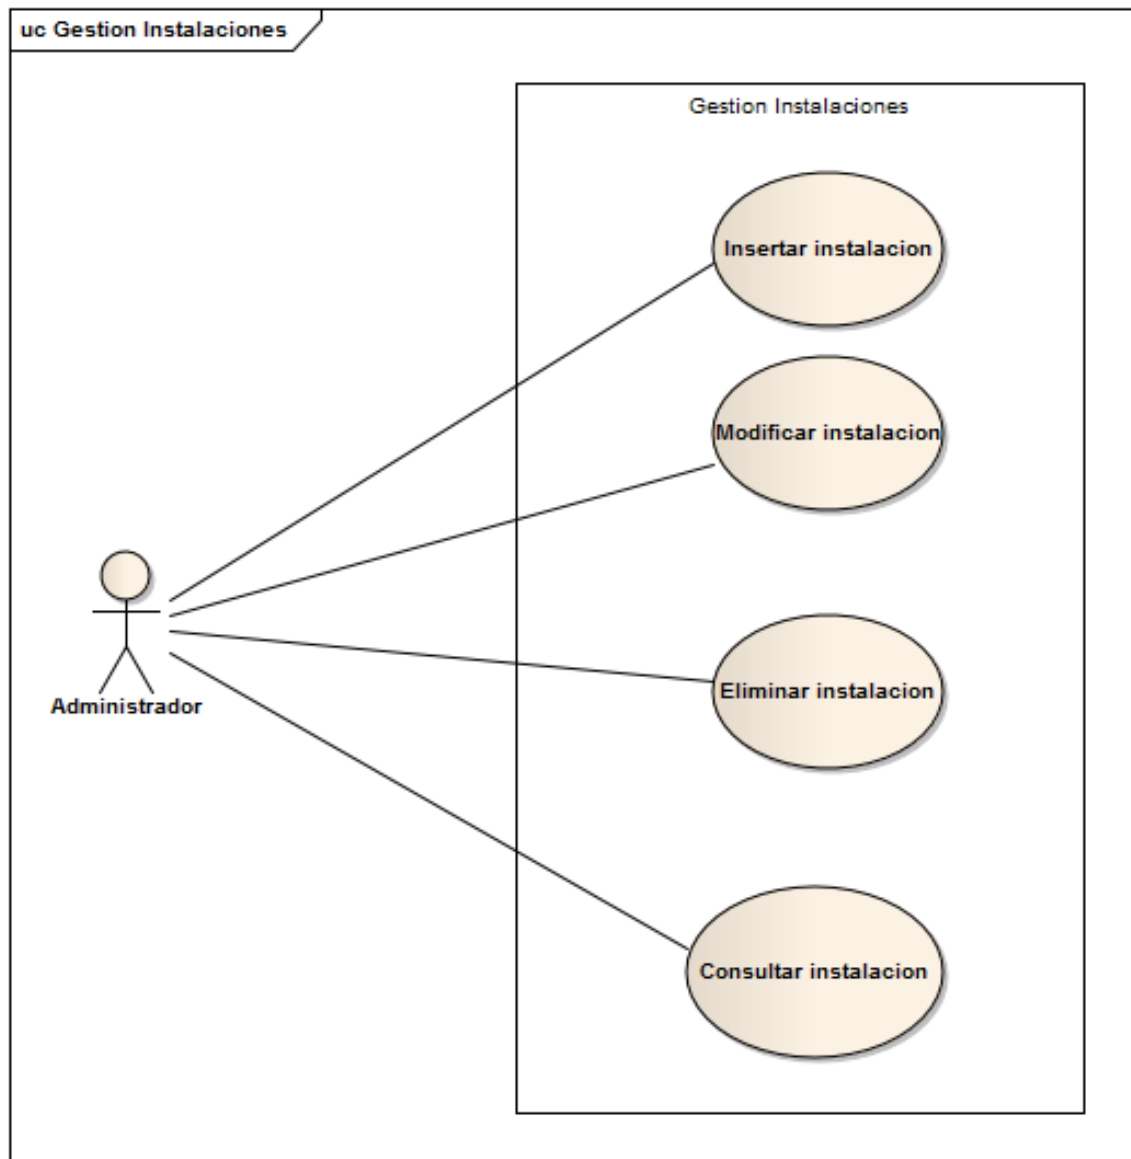 uc Gestion Instalaciones
Gestion Instalaciones
Insertar instalacion
Modificar instalacion
Eliminar instalacion
Administrador
Consultar instalacion